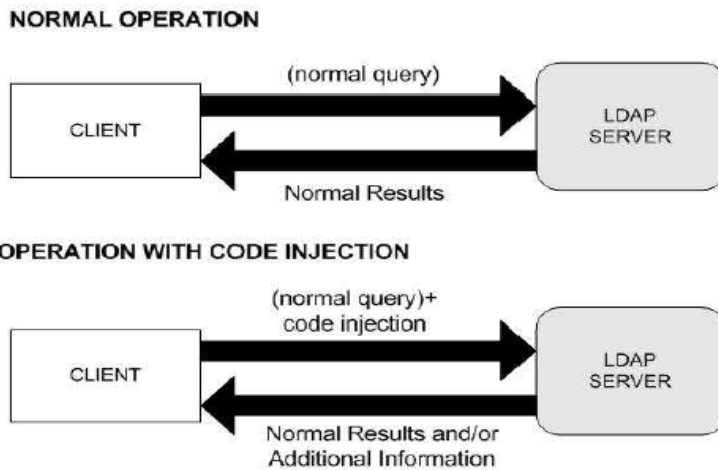 NORMAL OPERATION
(normal query)
CLIENT
LDAP
SERVER
Normal Results
OPERATION WITH CODE INJECTION
(normal query)+
code injection
CLIENT
LDAP
SERVER
Normal Results and/or
Additional Information